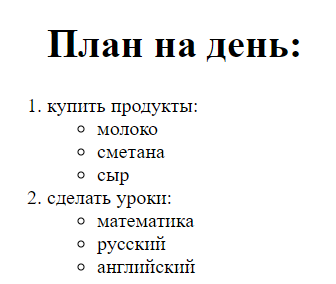 План на день:
1. купить продукты:
○ молоко
○ сметана
○ сыр
2. сделать уроки:
○ математика
○ русский
○ английский